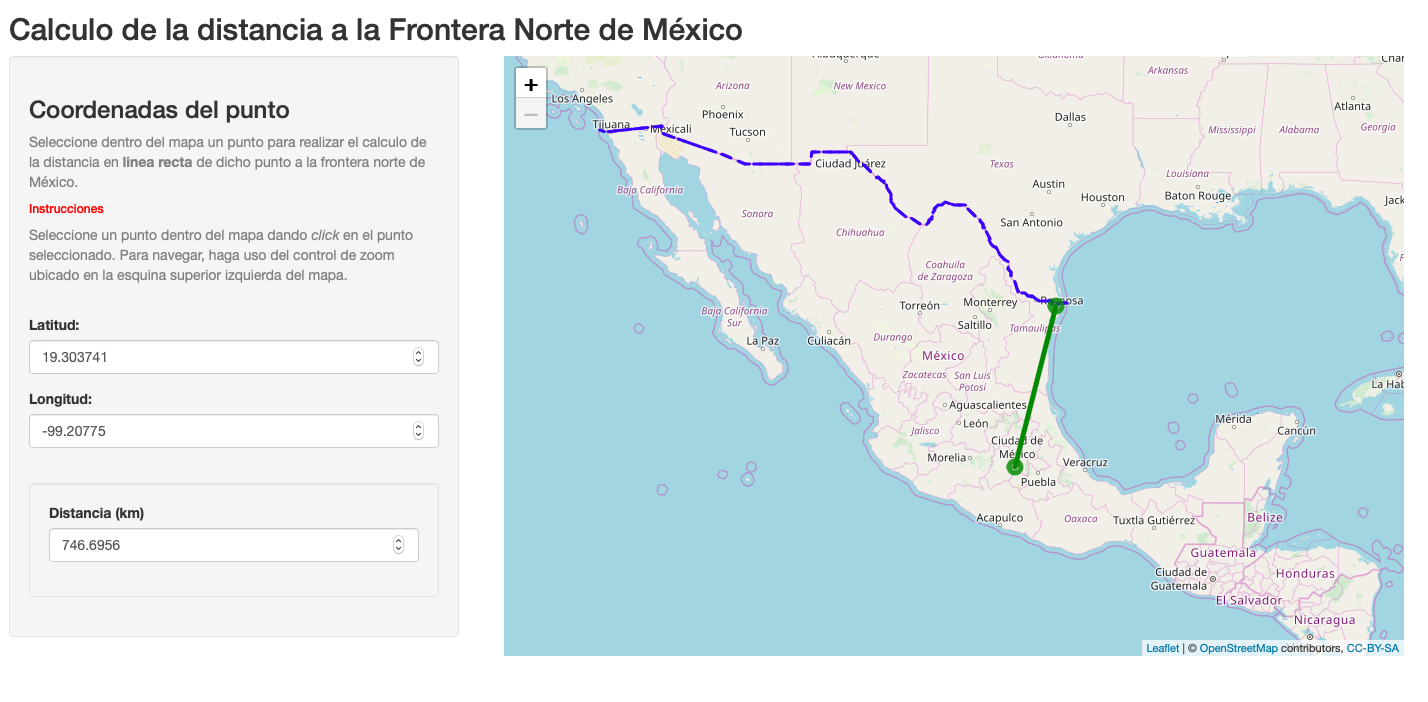 Calculo de la distancia a la Frontera Norte de México
Coordenadas del punto
Seleccione dentro del mapa un punto para realizar el calculo de
la distancia en linea recta de dicho punto a la frontera norte de
México.
Instrucciones
Seleccione un punto dentro del mapa dando click en el punto
seleccionado. Para navegar, haga uso del control de zoom
ubicado en la esquina superior izquierda del mapa.
Latitud:
19.303741
Longitud:
-99.20775
Distancia (km)
746.6956
+
−
Albuquerque
Oklahoma
Arkansas
Arizona
New Mexico
Los Angeles
Phoenix
Dallas
Atlanta
Tijuana
Mexicali
Tucson
Mississippi
Alabama
Georgia
Ciudad Juárez
Texas
Louisiana
Baja California
Austin
Houston
Baton Rouge
Sonora
San Antonio
Chihuahua
Coahuila
de Zaragoza
Torreón
Monterrey
Reynosa
Baja California
Sur
Saltillo
Tamaulipas
La Paz
Culiacán
Durango
México
Zacatecas
San Luis
Potosí
La Hab
Aguascalientes
León
Mérida
Cancún
Jalisco
Ciudad de
México
Morelia
Veracruz
Puebla
Acapulco
Oaxaca
Tuxtla Gutiérrez
Belize
Guatemala
Ciudad de
Guatemala
Honduras
El Salvador
Nicaragua
Leaflet | © OpenStreetMap contributors, CC-BY-SA